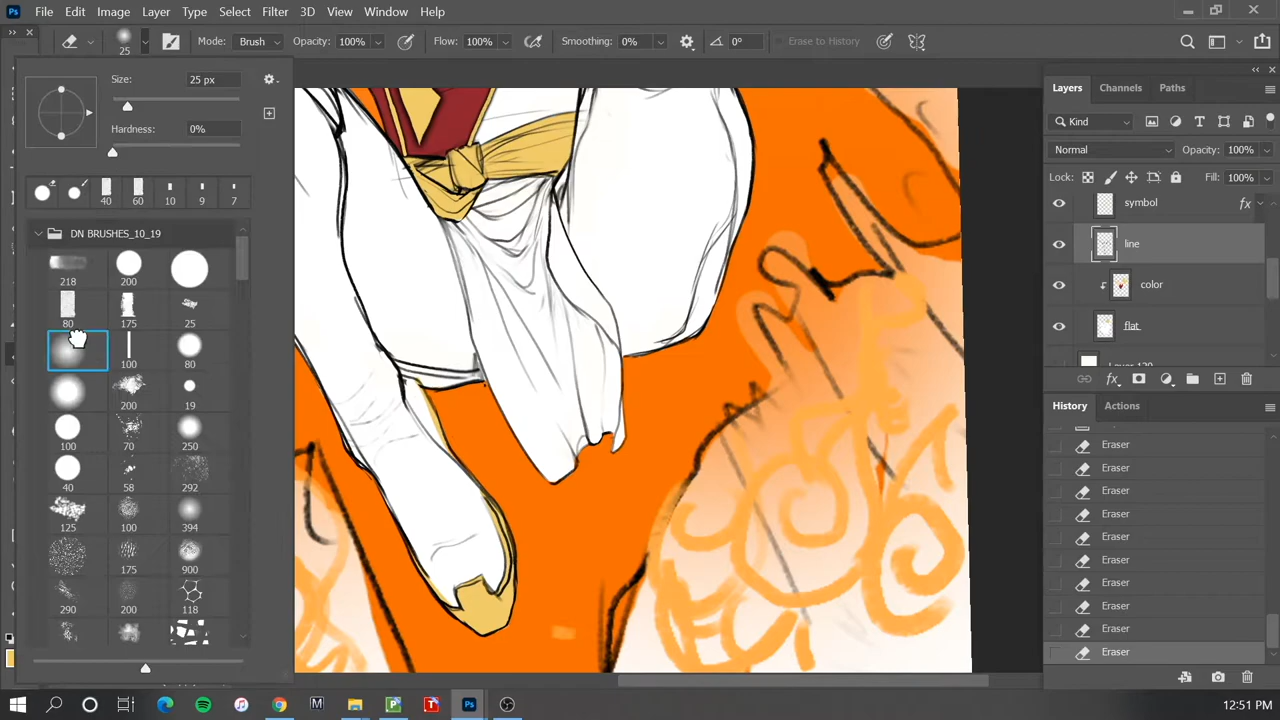 Ps File Edit Image Layer Type Select Filter 3D View Window Help
25 Mode: Brush Opacity: 100% Flow: 100% Smoothing: 0% 0° Erase to History
Size: 25 px
Hardness: 0%
40 60 10 9 7
DN BRUSHES_10_19
218 200
80 175 25
100 80
200 19
100 70 250
40 58 292
125 100 394
175 900
290 200 118
Layers Channels Paths
Kind
Normal Opacity: 100%
Lock: Fill: 100%
symbol fx
line
color
flat
fx
History Actions
Eraser
Eraser
Eraser
Eraser
Eraser
Eraser
Eraser
Eraser
Eraser
Eraser
12:51 PM